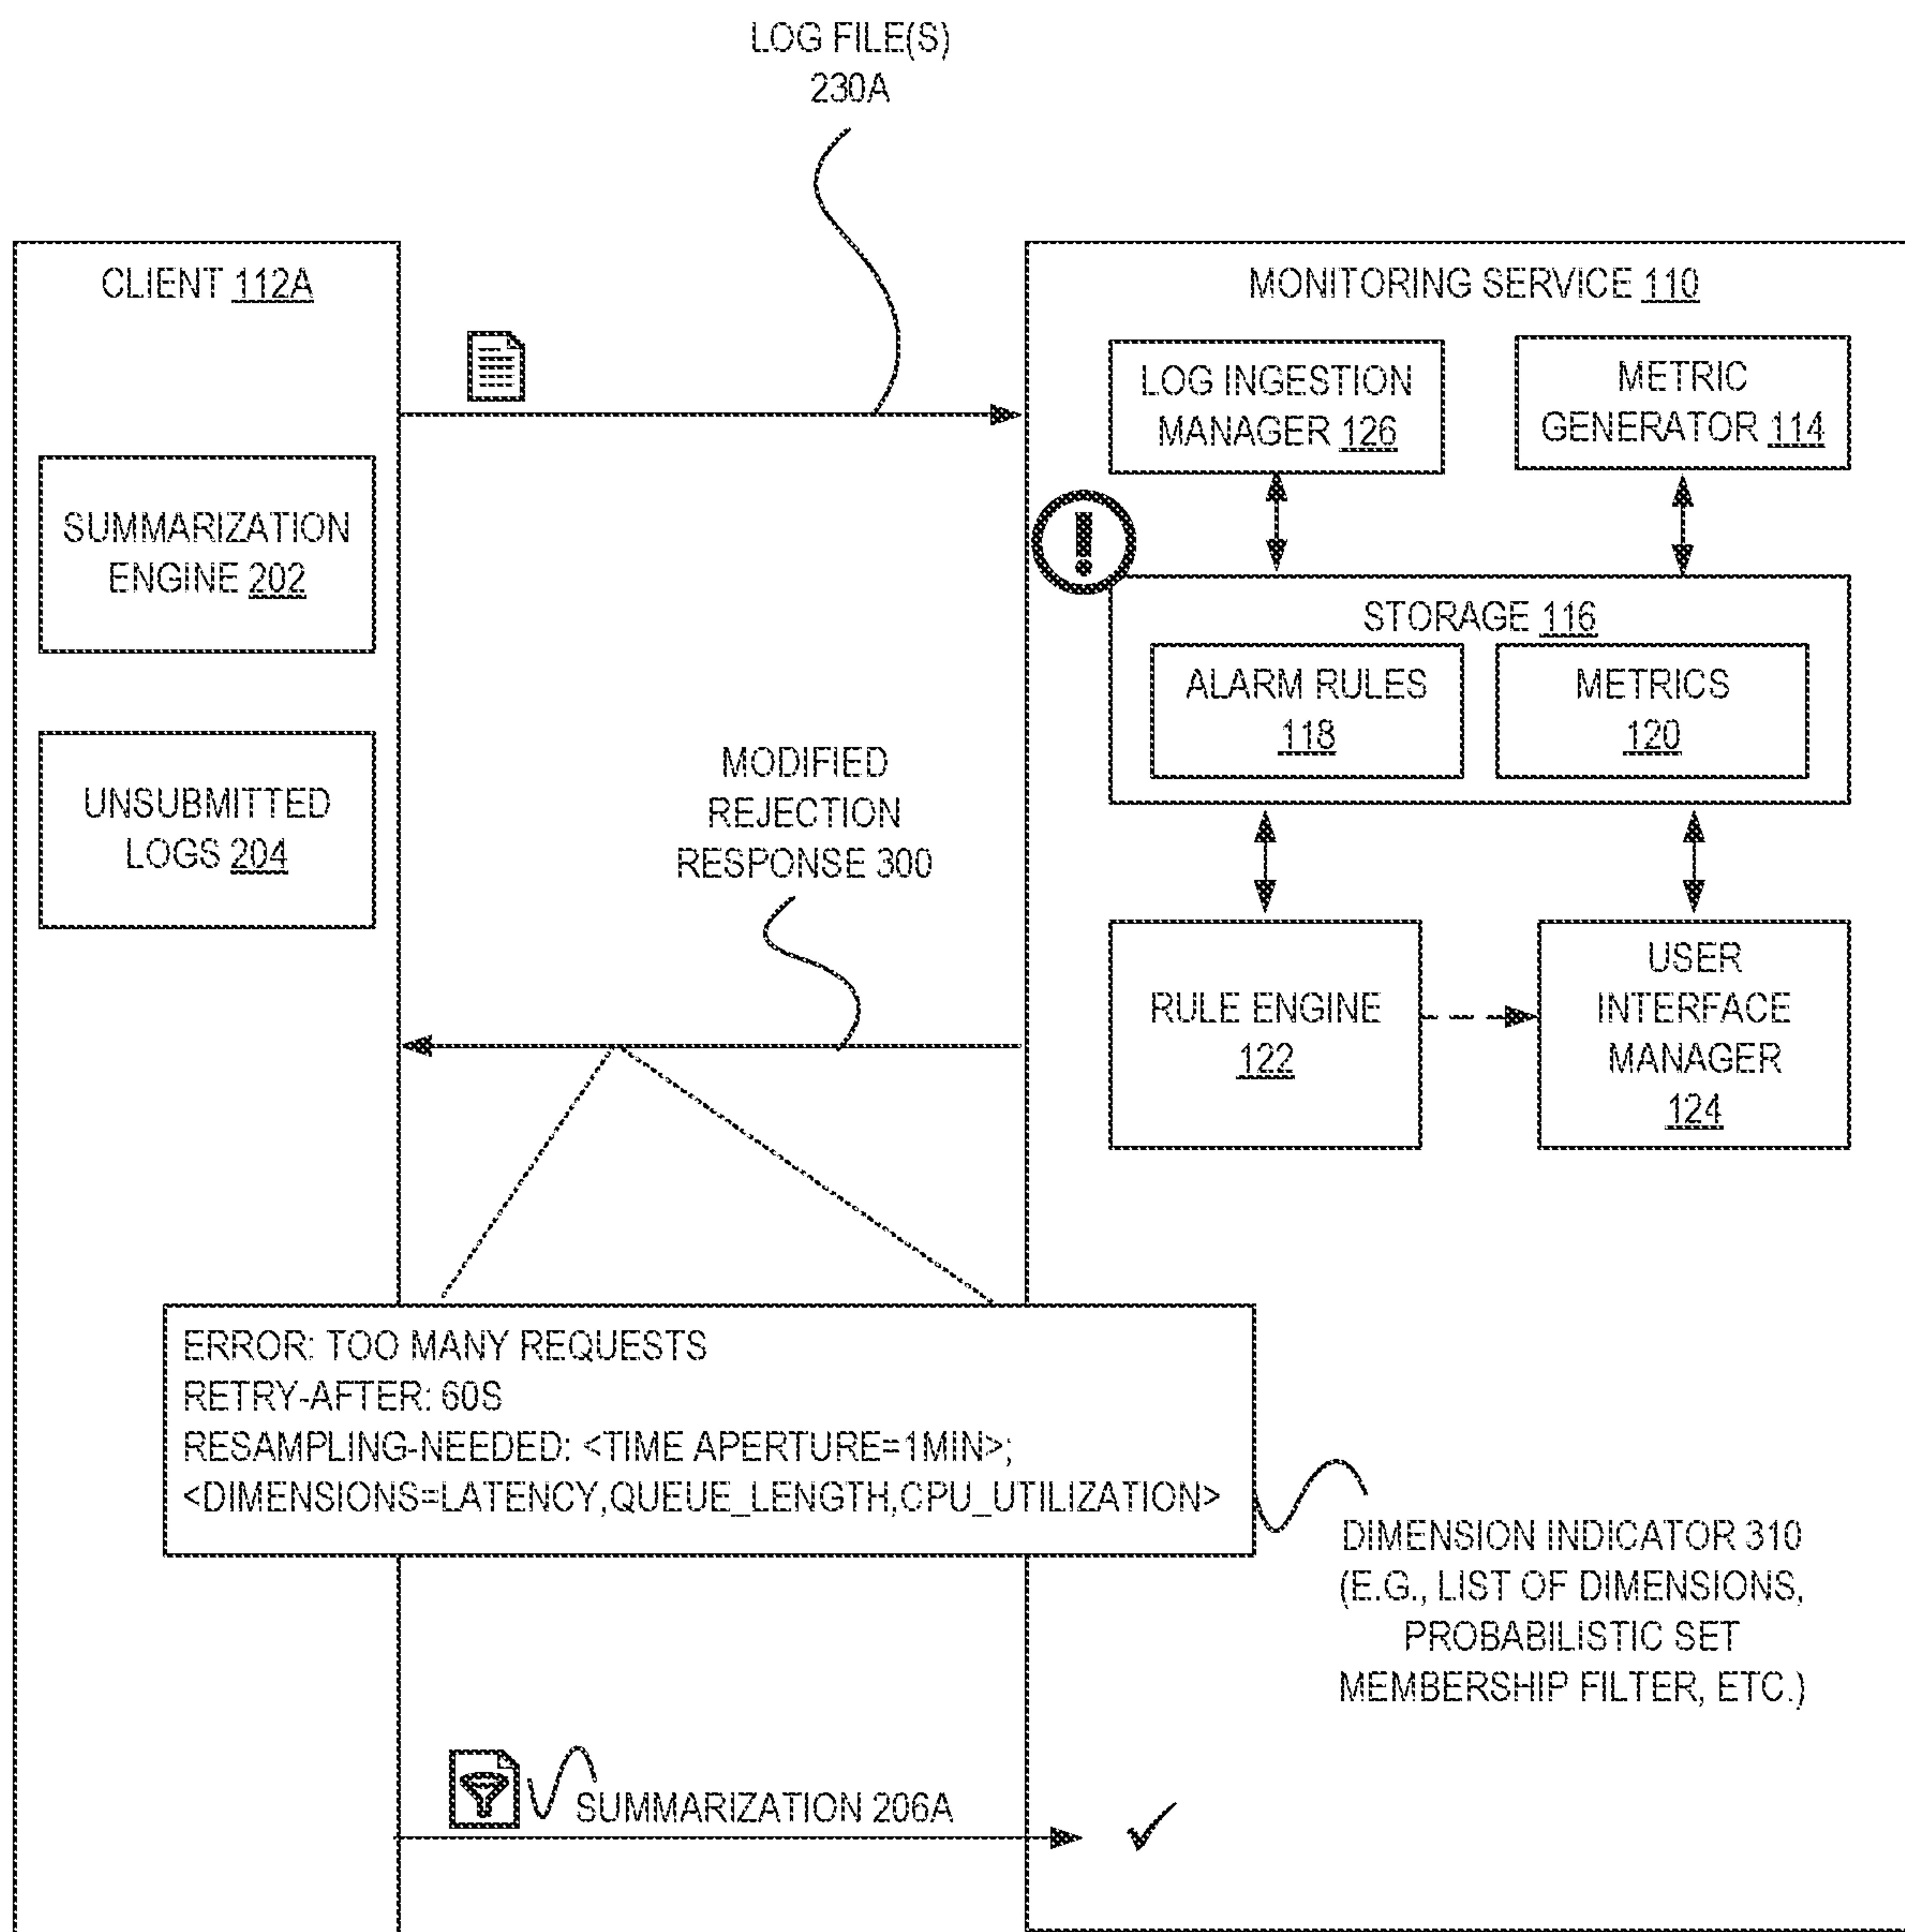 LOG FILE(S)
230A
CLIENT 112A
MONITORING SERVICE 110
LOG INGESTION
MANAGER 126
METRIC
GENERATOR 114
SUMMARIZATION
ENGINE 202
!
STORAGE 116
ALARM RULES
118
METRICS
120
UNSUBMITTED
LOGS 204
MODIFIED
REJECTION
RESPONSE 300
RULE ENGINE
122
USER
INTERFACE
MANAGER
124
ERROR: TOO MANY REQUESTS
RETRY-AFTER: 60S
RESAMPLING-NEEDED: <TIME APERTURE=1MIN>;
<DIMENSIONS=LATENCY,QUEUE_LENGTH,CPU_UTILIZATION>
DIMENSION INDICATOR 310
(E.G., LIST OF DIMENSIONS,
PROBABILISTIC SET
MEMBERSHIP FILTER, ETC.)
SUMMARIZATION 206A